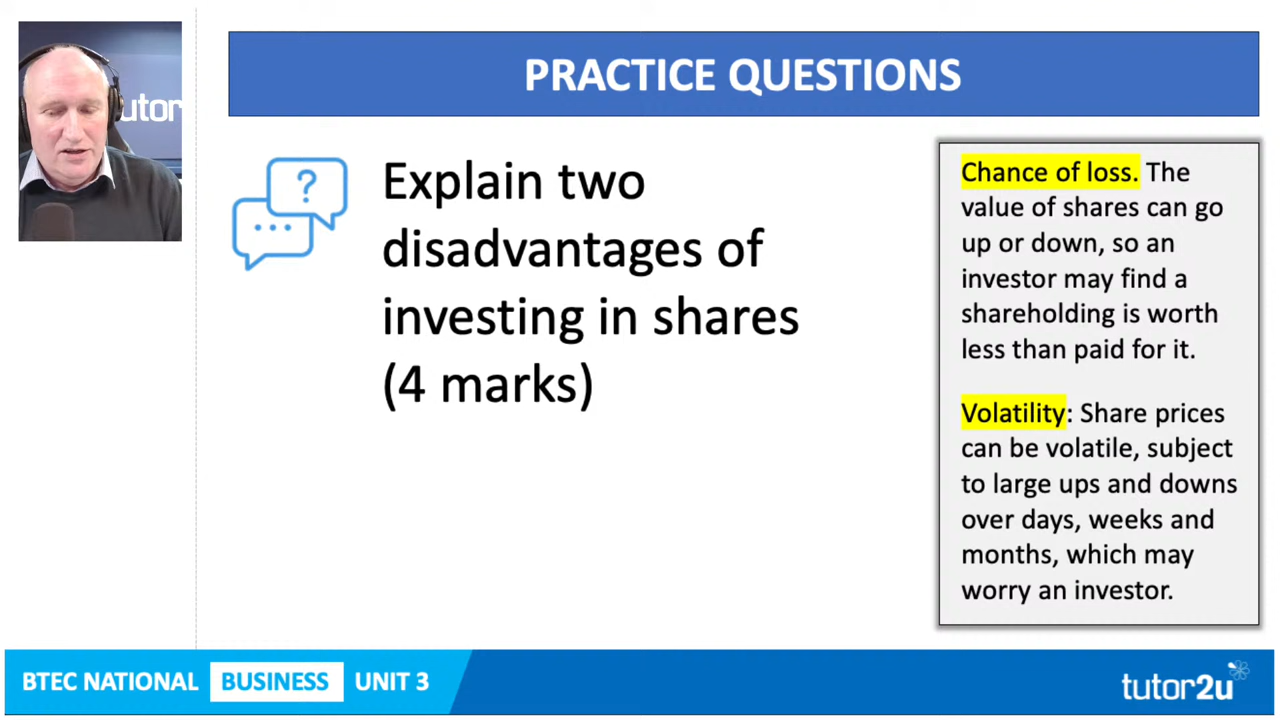 PRACTICE QUESTIONS
utor
?
Explain two
disadvantages of
investing in shares
(4 marks)
Chance of loss. The
value of shares can go
up or down, so an
investor may find a
shareholding is worth
less than paid for it.
Volatility: Share prices
can be volatile, subject
to large ups and downs
over days, weeks and
months, which may
worry an investor.
BTEC NATIONAL BUSINESS UNIT 3
tutor2u